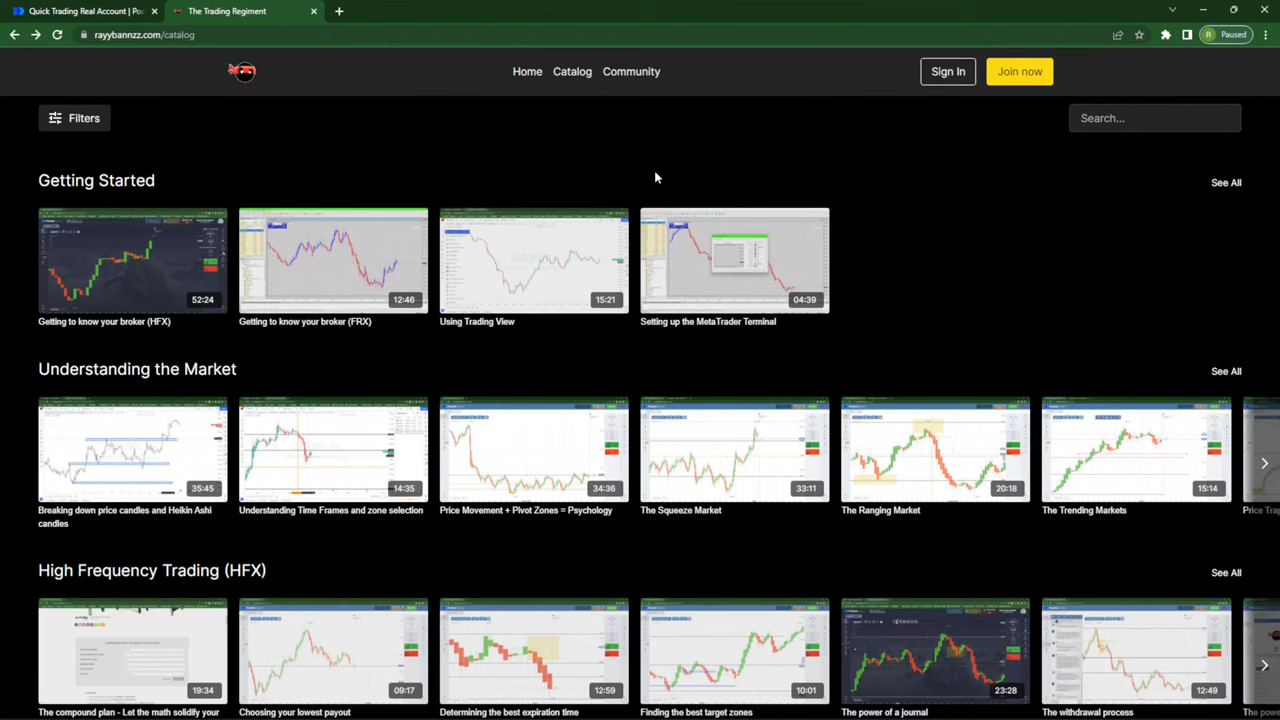 Quick Trading Real Account | Po
The Trading Regiment
rayybannzz.com/catalog
R Paused
Home Catalog Community
Sign In Join now
Filters
Search...
Getting Started
See All
52:24 12:46 15:21 04:39
Getting to know your broker (HFX) Getting to know your broker (FRX) Using Trading View Setting up the MetaTrader Terminal
Understanding the Market
See All
35:45 14:35 34:36 33:11 20:18 15:14
Breaking down price candles and Heikin Ashi Understanding Time Frames and zone selection Price Movement + Pivot Zones = Psychology The Squeeze Market The Ranging Market The Trending Markets Price Trap
candles
High Frequency Trading (HFX)
See All
19:34 09:17 12:59 10:01 23:28 12:49
The compound plan - Let the math solidify your Choosing your lowest payout Determining the best expiration time Finding the best target zones The power of a journal The withdrawal process The pow